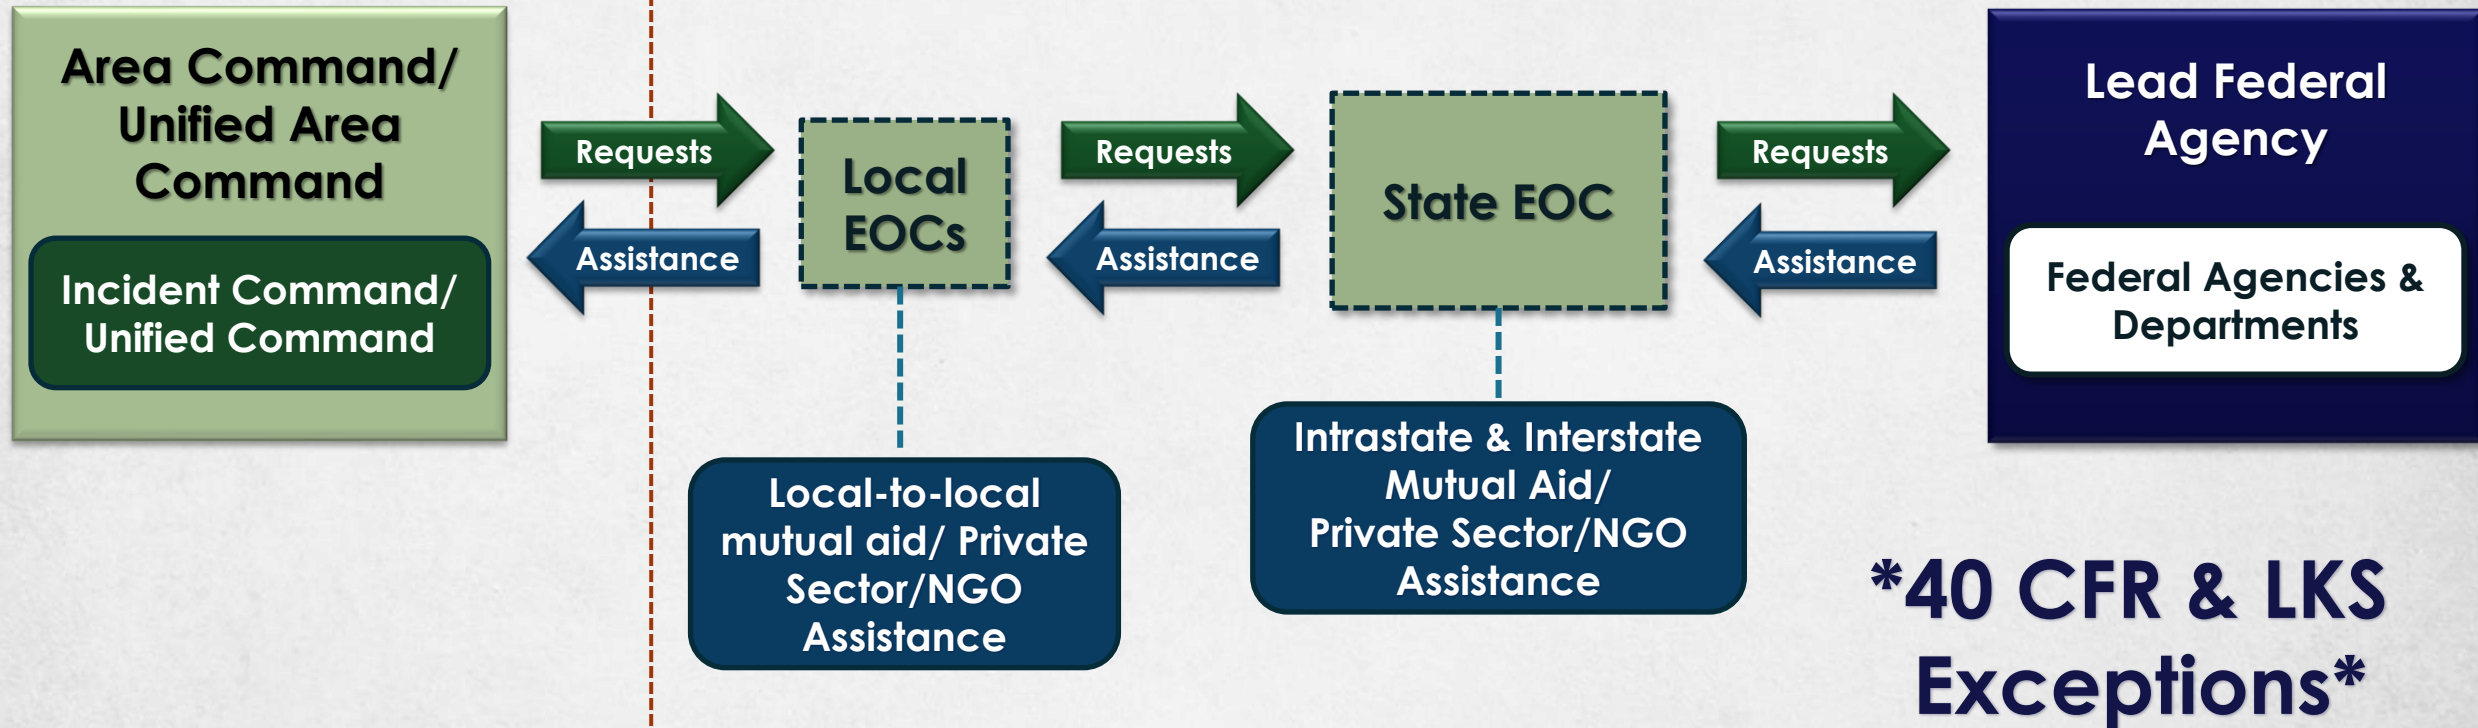 Area Command/
Unified Area
Command
Incident Command/
Unified Command
Requests
Assistance
Local
EOCs
Local-to-local
mutual aid/ Private
Sector/NGO
Assistance
Requests
Assistance
State EOC
Intrastate & Interstate
Mutual Aid/
Private Sector/NGO
Assistance
Requests
Assistance
Lead Federal
Agency
Federal Agencies &
Departments
*40 CFR & LKS
Exceptions*